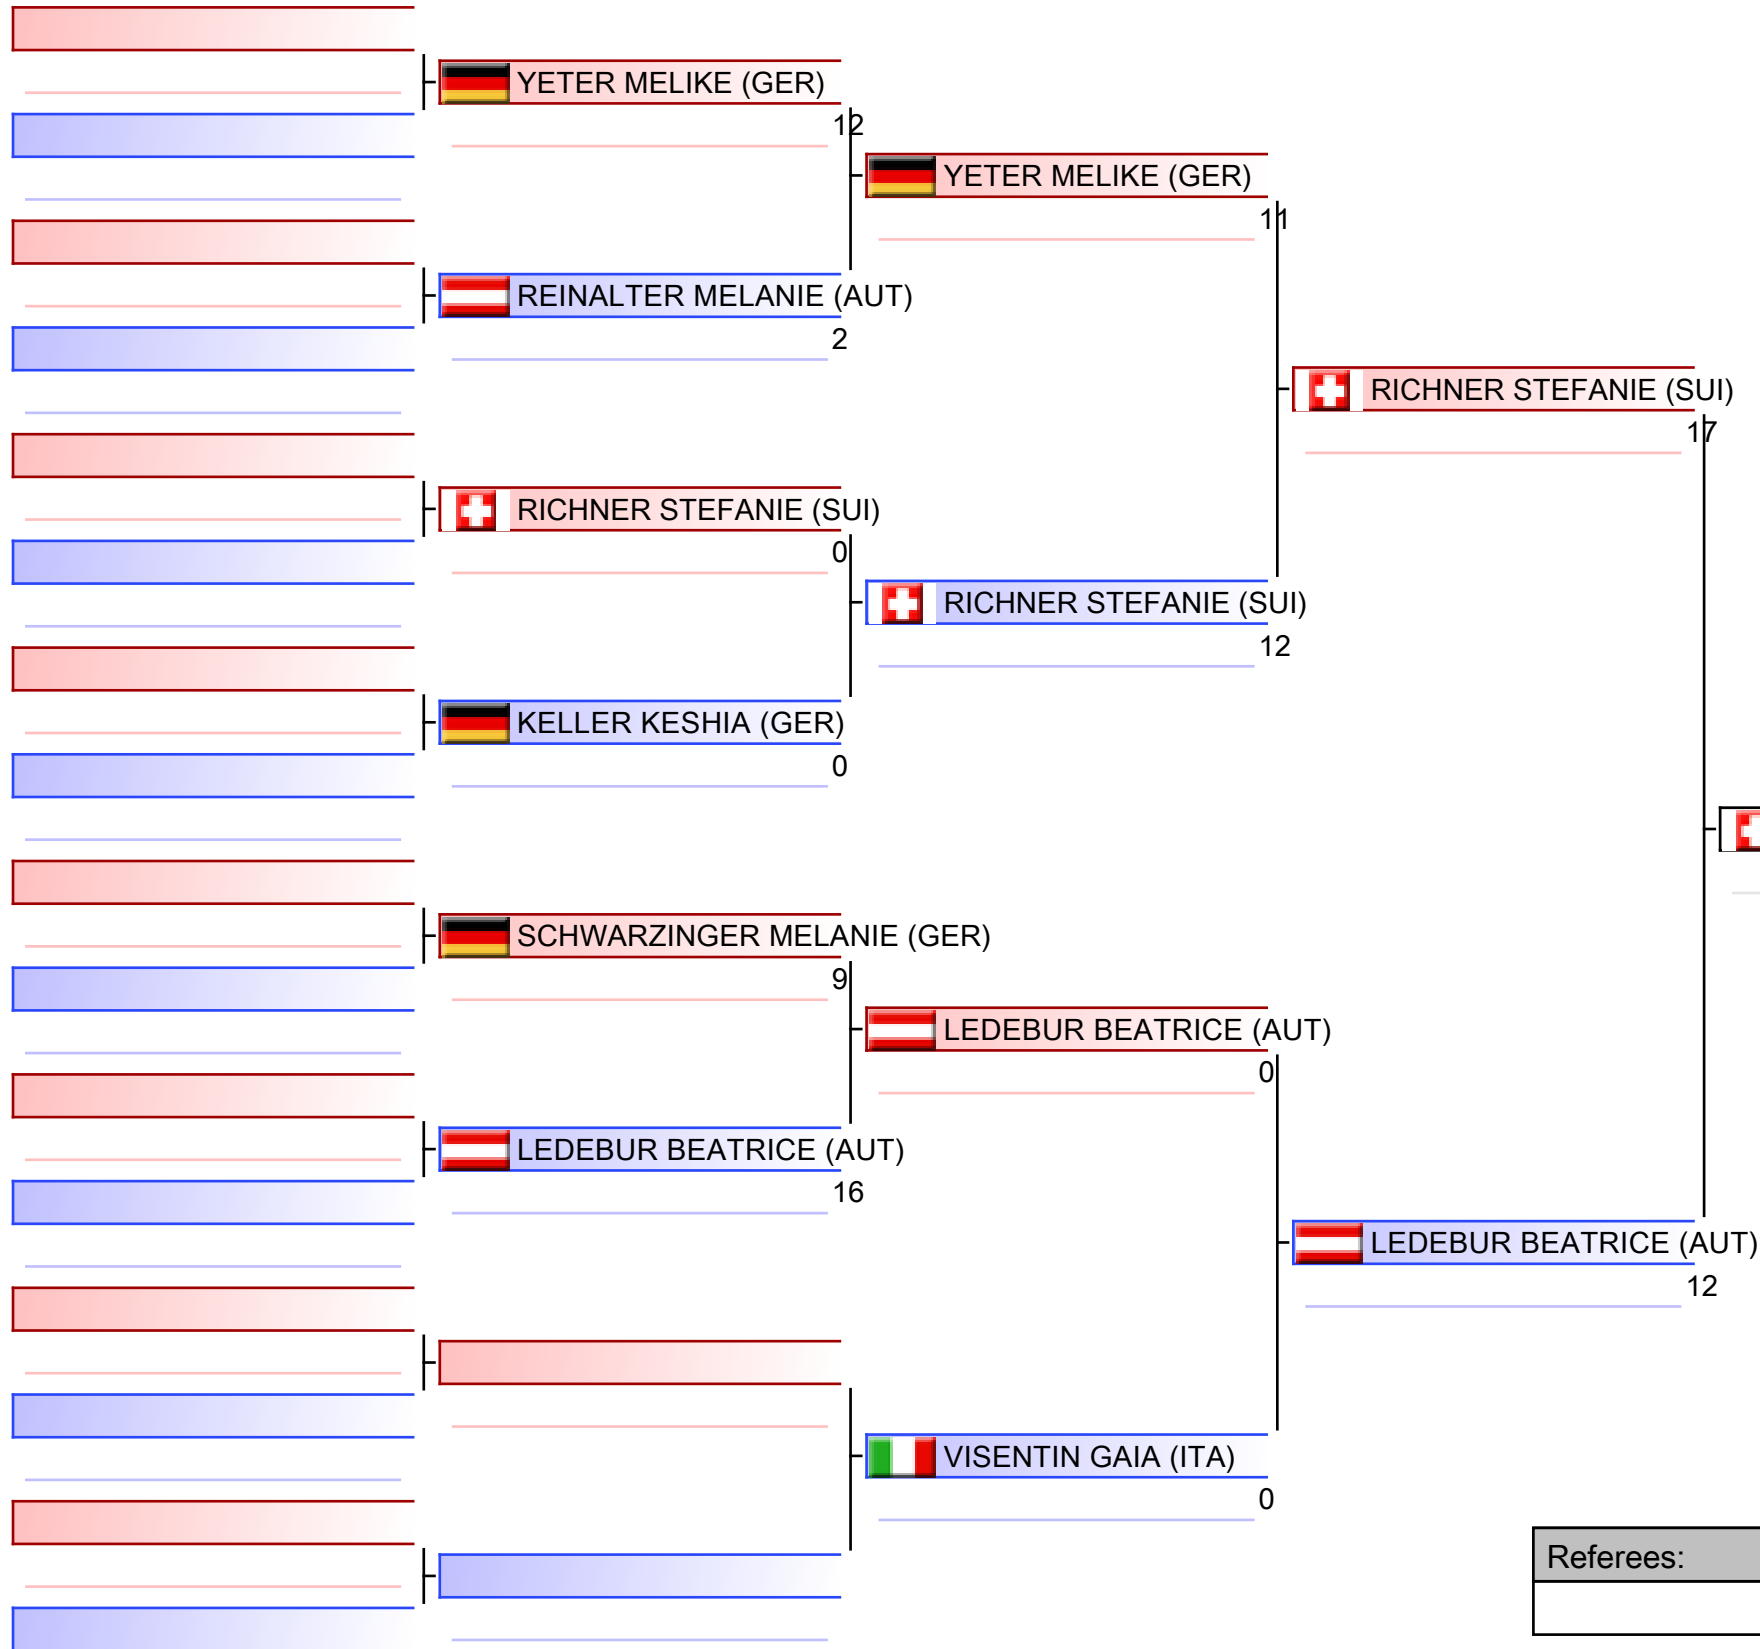 YETER MELIKE (GER)
12
YETER MELIKE (GER)
11
REINALTER MELANIE (AUT)
2
RICHNER STEFANIE (SUI)
17
RICHNER STEFANIE (SUI)
0
RICHNER STEFANIE (SUI)
12
KELLER KESHIA (GER)
0
SCHWARZINGER MELANIE (GER)
9
LEDEBUR BEATRICE (AUT)
0
LEDEBUR BEATRICE (AUT)
16
LEDEBUR BEATRICE (AUT)
12
VISENTIN GAIA (ITA)
0
Referees: